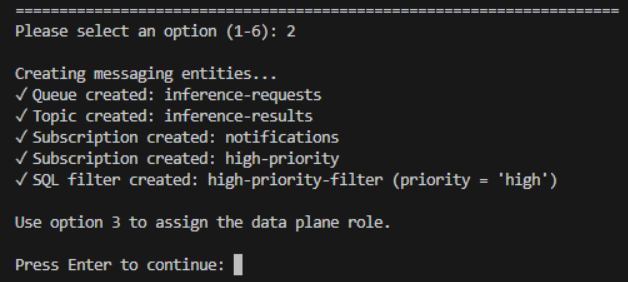 ======================================================================
Please select an option (1-6): 2
Creating messaging entities...
✓ Queue created: inference-requests
✓ Topic created: inference-results
✓ Subscription created: notifications
✓ Subscription created: high-priority
✓ SQL filter created: high-priority-filter (priority = 'high')
Use option 3 to assign the data plane role.
Press Enter to continue: